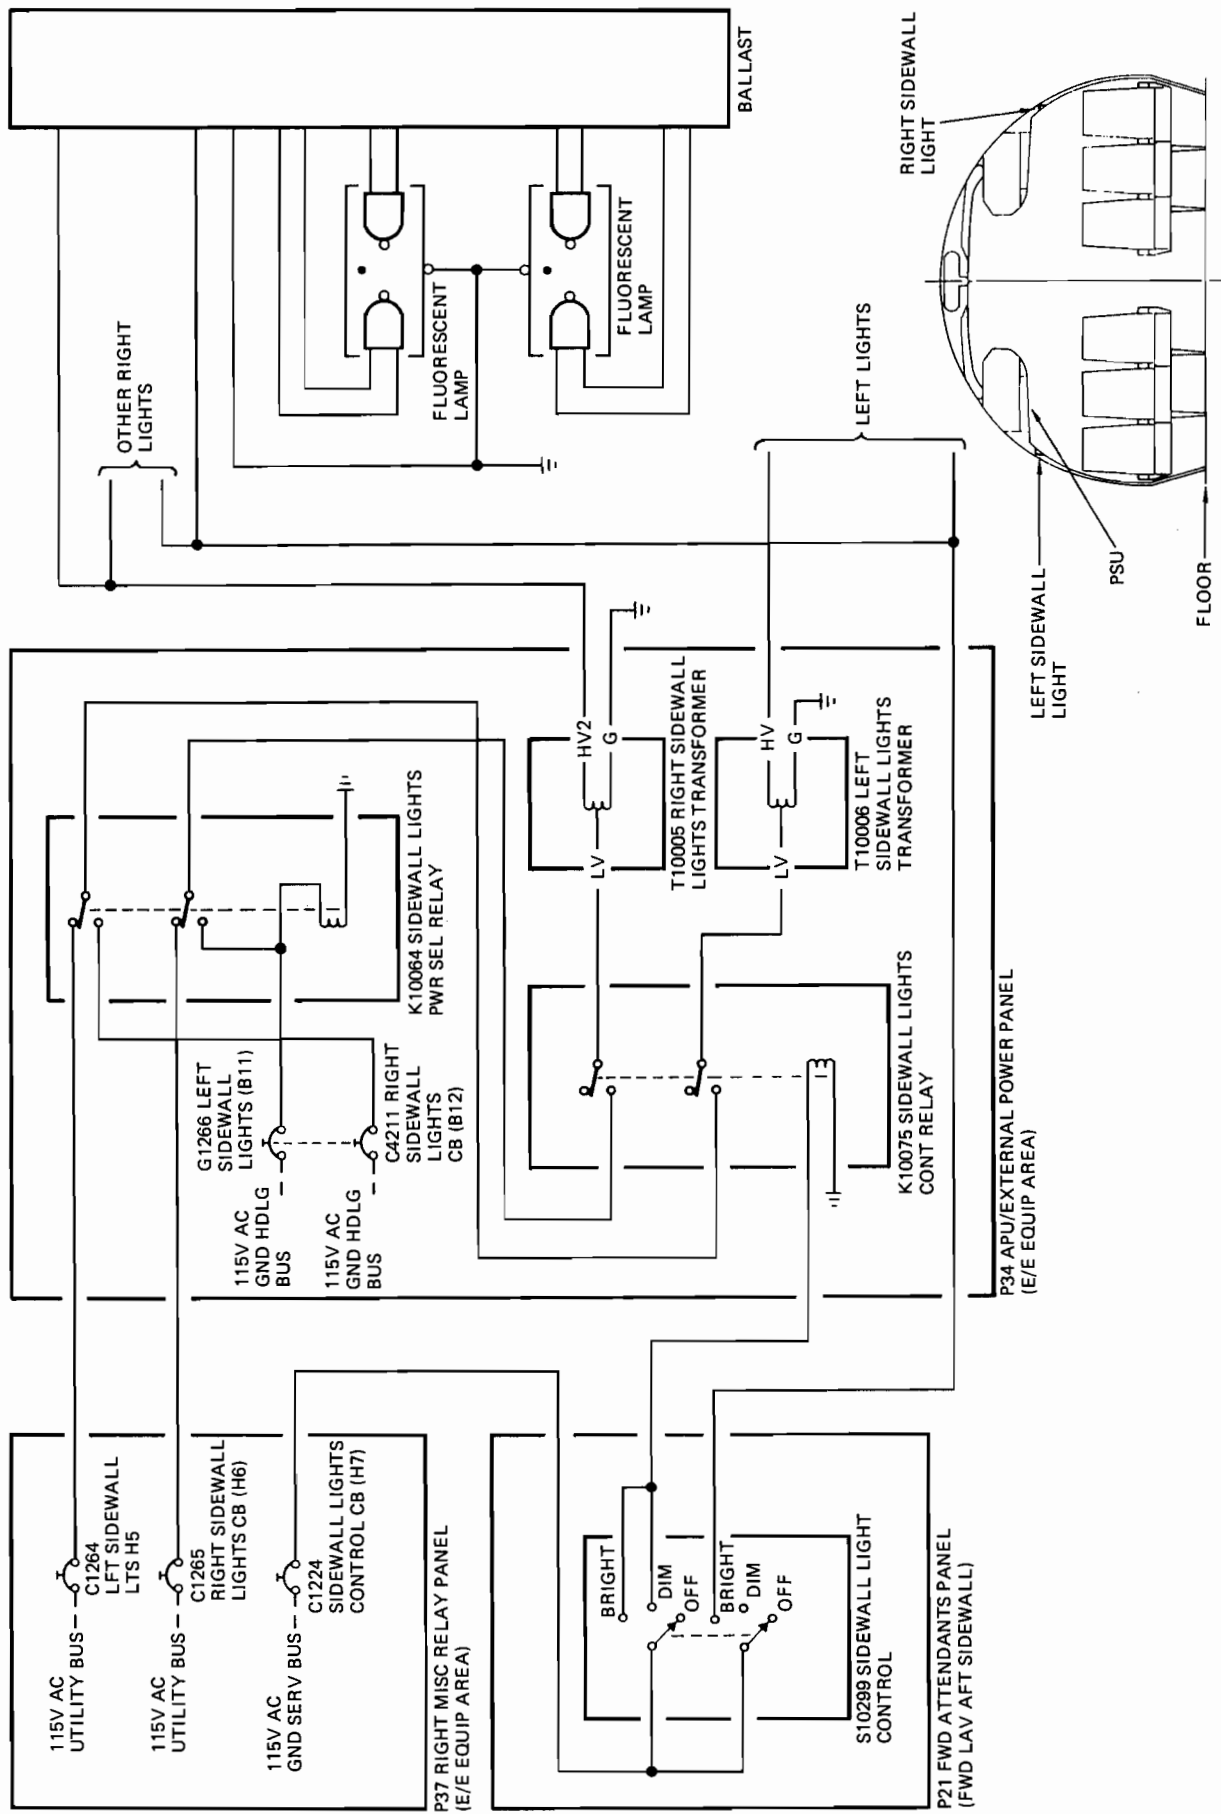 115V AC
UTILITY BUS
C1264
LFT SIDEWALL
LTS H5
115V AC
UTILITY BUS
C1265
RIGHT SIDEWALL
LIGHTS CB (H6)
115V AC
GND SERV BUS
C1224
SIDEWALL LIGHTS
CONTROL CB (H7)
P37 RIGHT MISC RELAY PANEL
(E/E EQUIP AREA)
BRIGHT
DIM
OFF
BRIGHT
DIM
OFF
S10299 SIDEWALL LIGHT
CONTROL
P21 FWD ATTENDANTS PANEL
(FWD LAV AFT SIDEWALL)
G1266 LEFT
SIDEWALL
LIGHTS (B11)
115V AC
GND HDLG
BUS
115V AC
GND HDLG
BUS
C4211 RIGHT
SIDEWALL
LIGHTS
CB (B12)
K10064 SIDEWALL LIGHTS
PWR SEL RELAY
K10075 SIDEWALL LIGHTS
CONT RELAY
LV
HV2
G
T10005 RIGHT SIDEWALL
LIGHTS TRANSFORMER
LV
HV
G
T10006 LEFT
SIDEWALL LIGHTS
TRANSFORMER
P34 APU/EXTERNAL POWER PANEL
(E/E EQUIP AREA)
OTHER RIGHT
LIGHTS
LEFT LIGHTS
FLUORESCENT
LAMP
FLUORESCENT
LAMP
BALLAST
RIGHT SIDEWALL
LIGHT
LEFT SIDEWALL
LIGHT
PSU
FLOOR